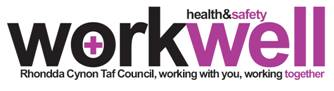 health&safety
workwell
Rhondda Cynon Taf Council, working with you, working together